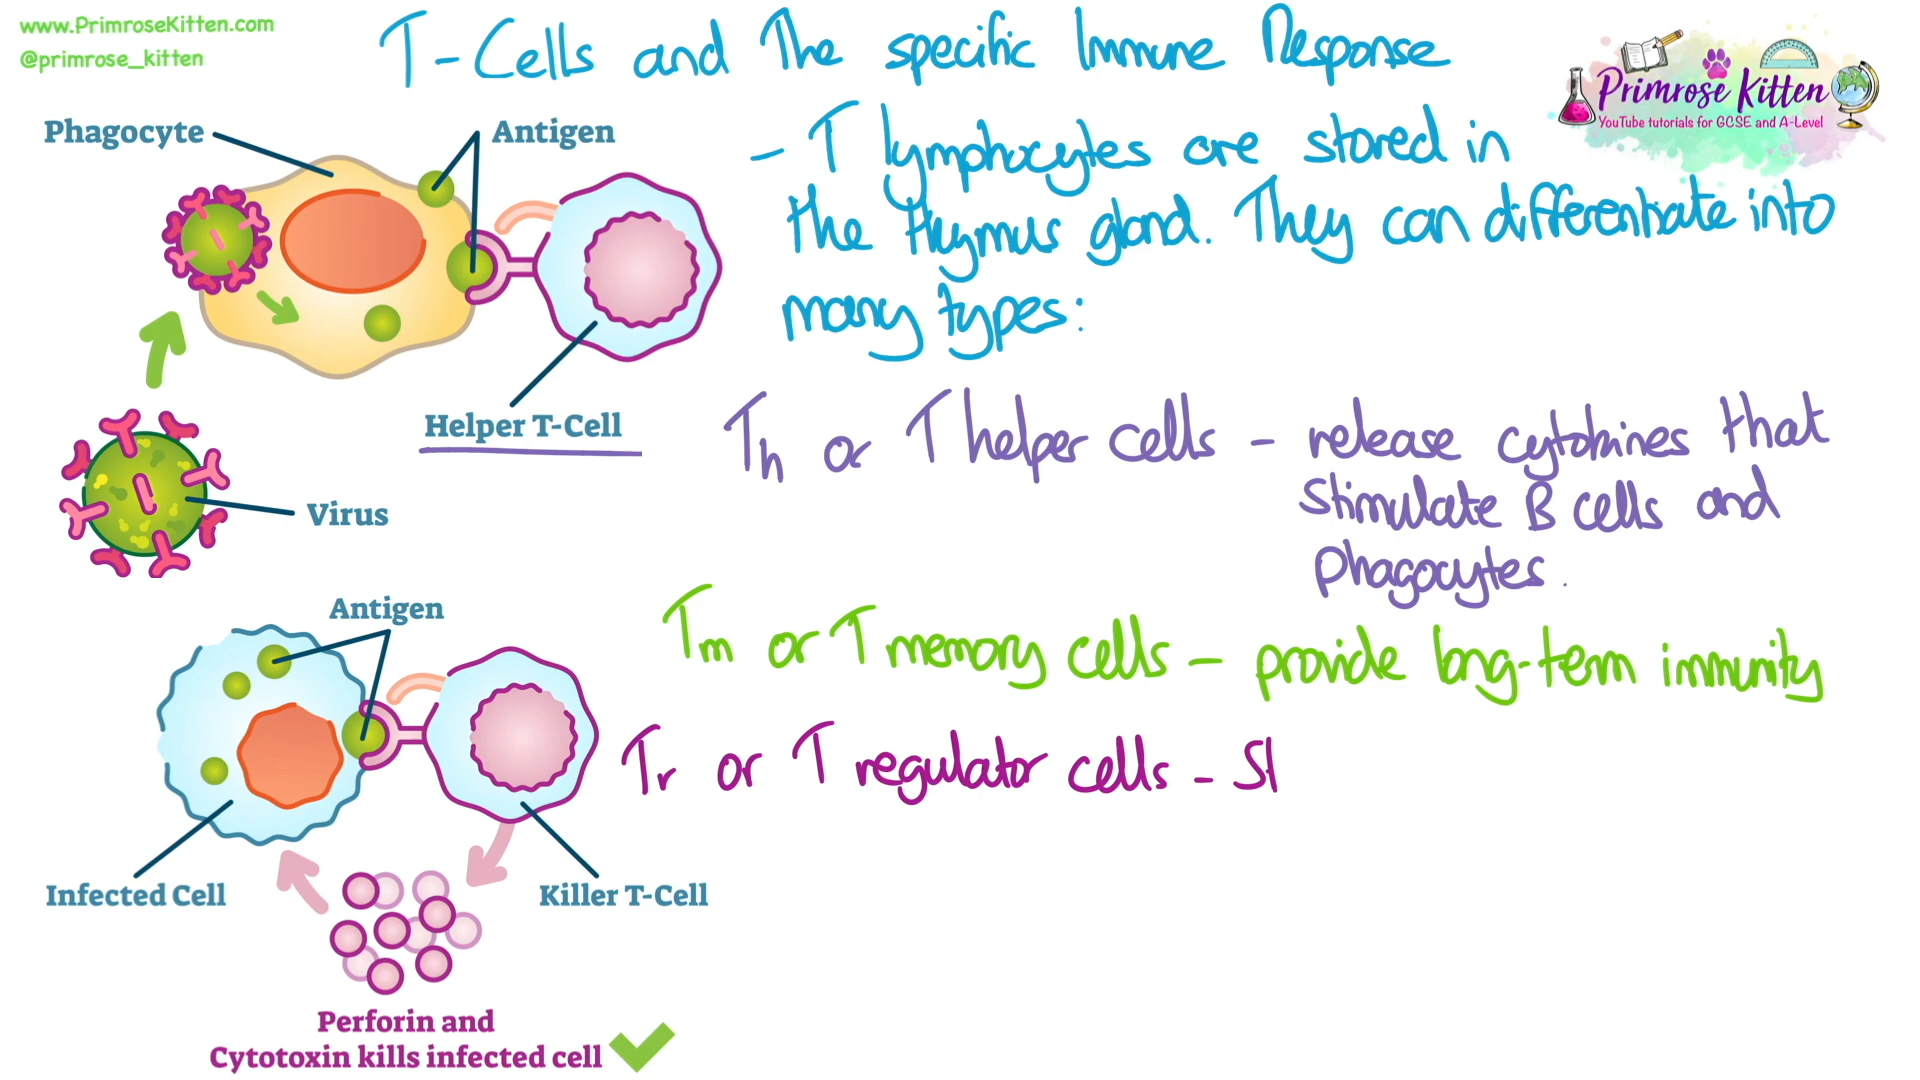 www.PrimroseKitten.com
@primrose_kitten
T-Cells and The specific Immune Response
Primrose Kitten
YouTube tutorials for GCSE and A-Level
Phagocyte
Antigen
- T lymphocytes are stored in
the thymus gland. They can differentiate into
many types:
Helper T-Cell
Th or T helper cells - release cytokines that
stimulate B cells and
phagocytes.
Virus
Antigen
Tm or T memory cells - provide long-term immunity
Tr or T regulator cells -
Infected Cell
Killer T-Cell
Perforin and
Cytotoxin kills infected cell